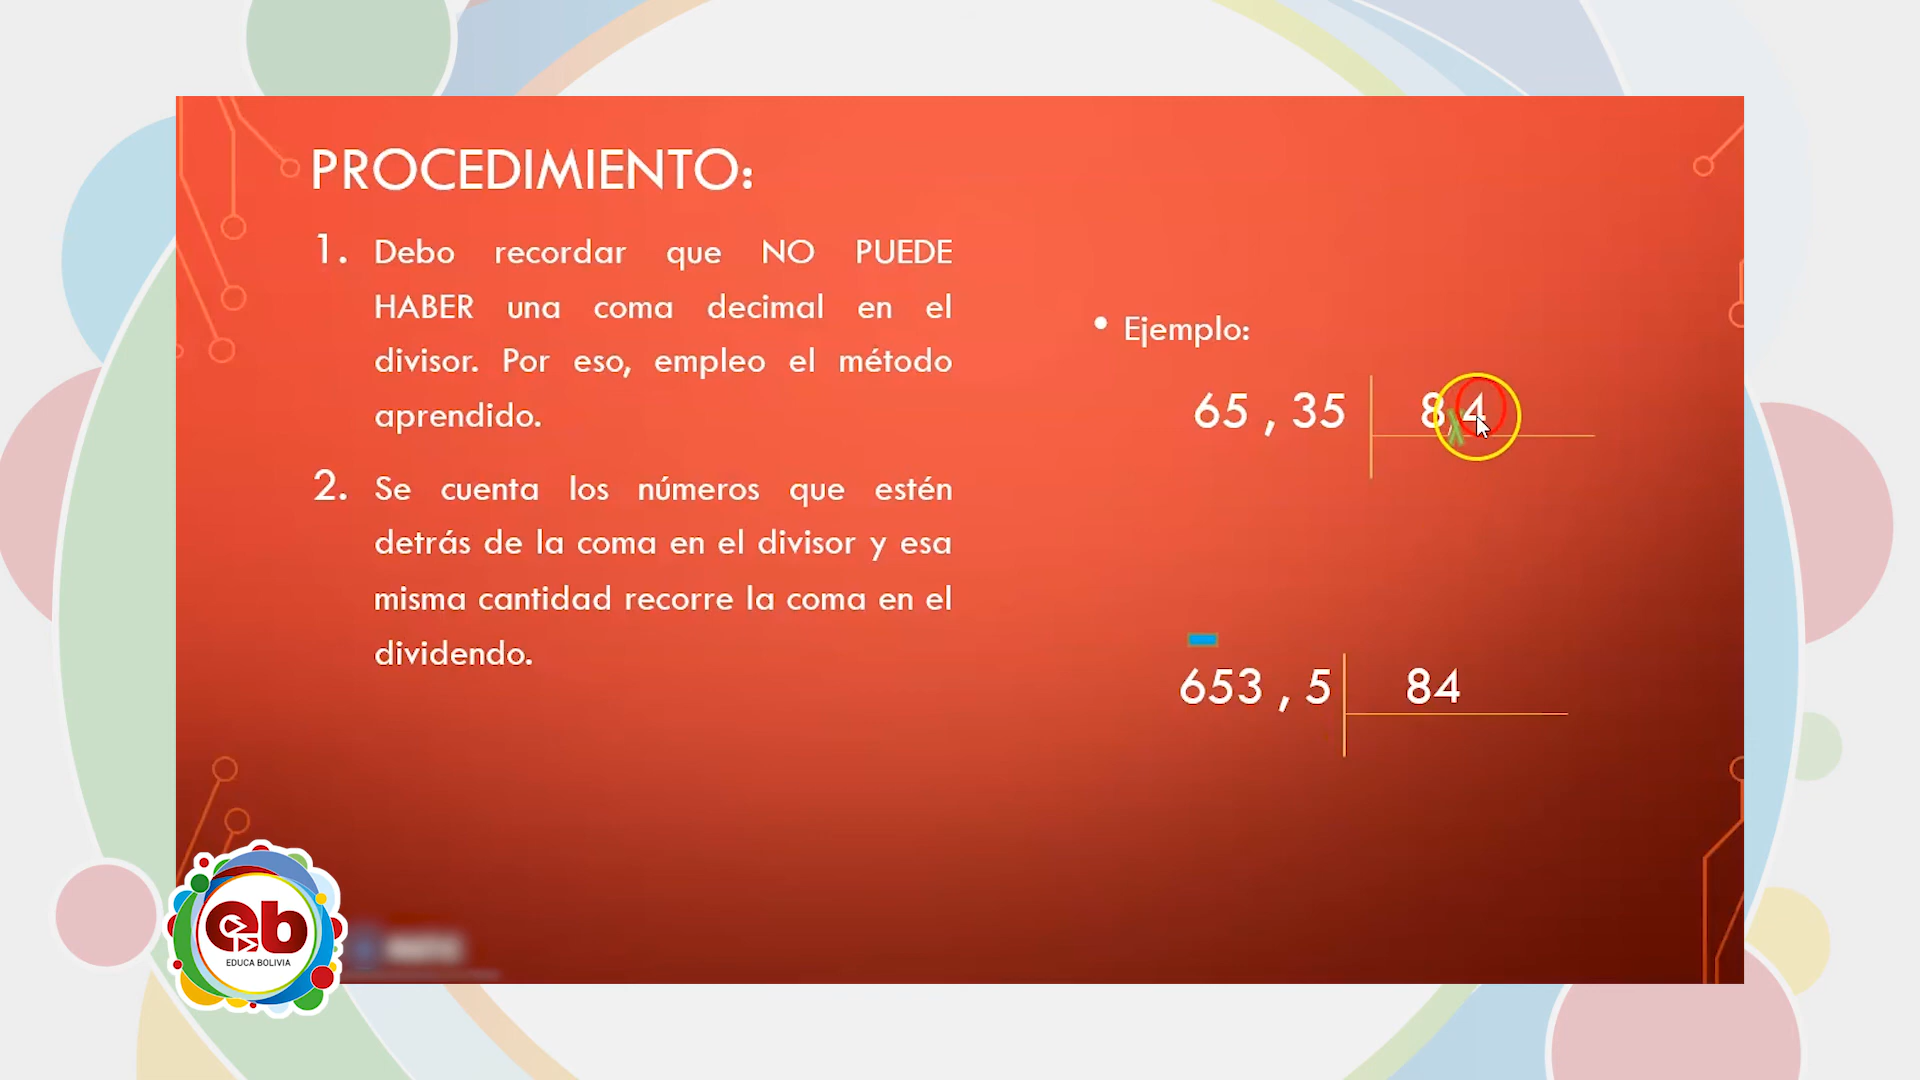 PROCEDIMIENTO:
1. Debo recordar que NO PUEDE
HABER una coma decimal en el
divisor. Por eso, empleo el método
aprendido.
2. Se cuenta los números que estén
detrás de la coma en el divisor y esa
misma cantidad recorre la coma en el
dividendo.
• Ejemplo:
65 , 35 8,4
653 , 5 84
eb
EDUCA BOLIVIA